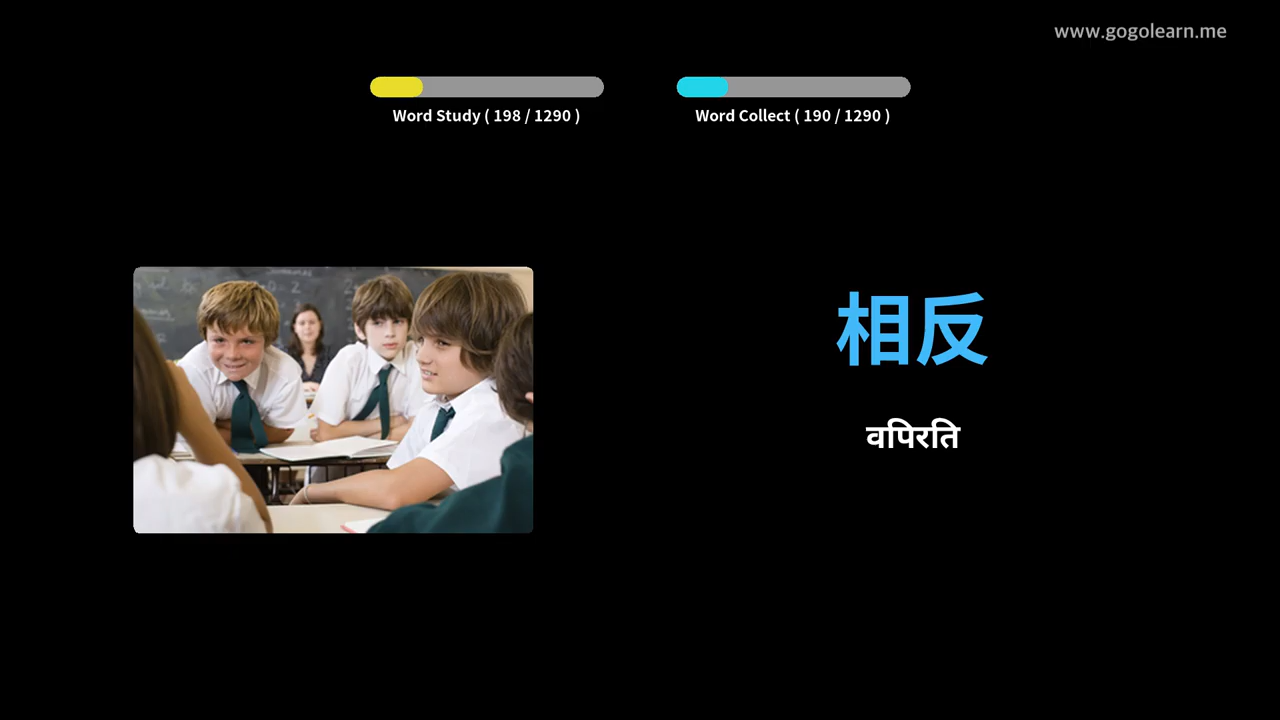 www.gogolearn.me
Word Study ( 198 / 1290 )
Word Collect ( 190 / 1290 )
相反
वपिरति